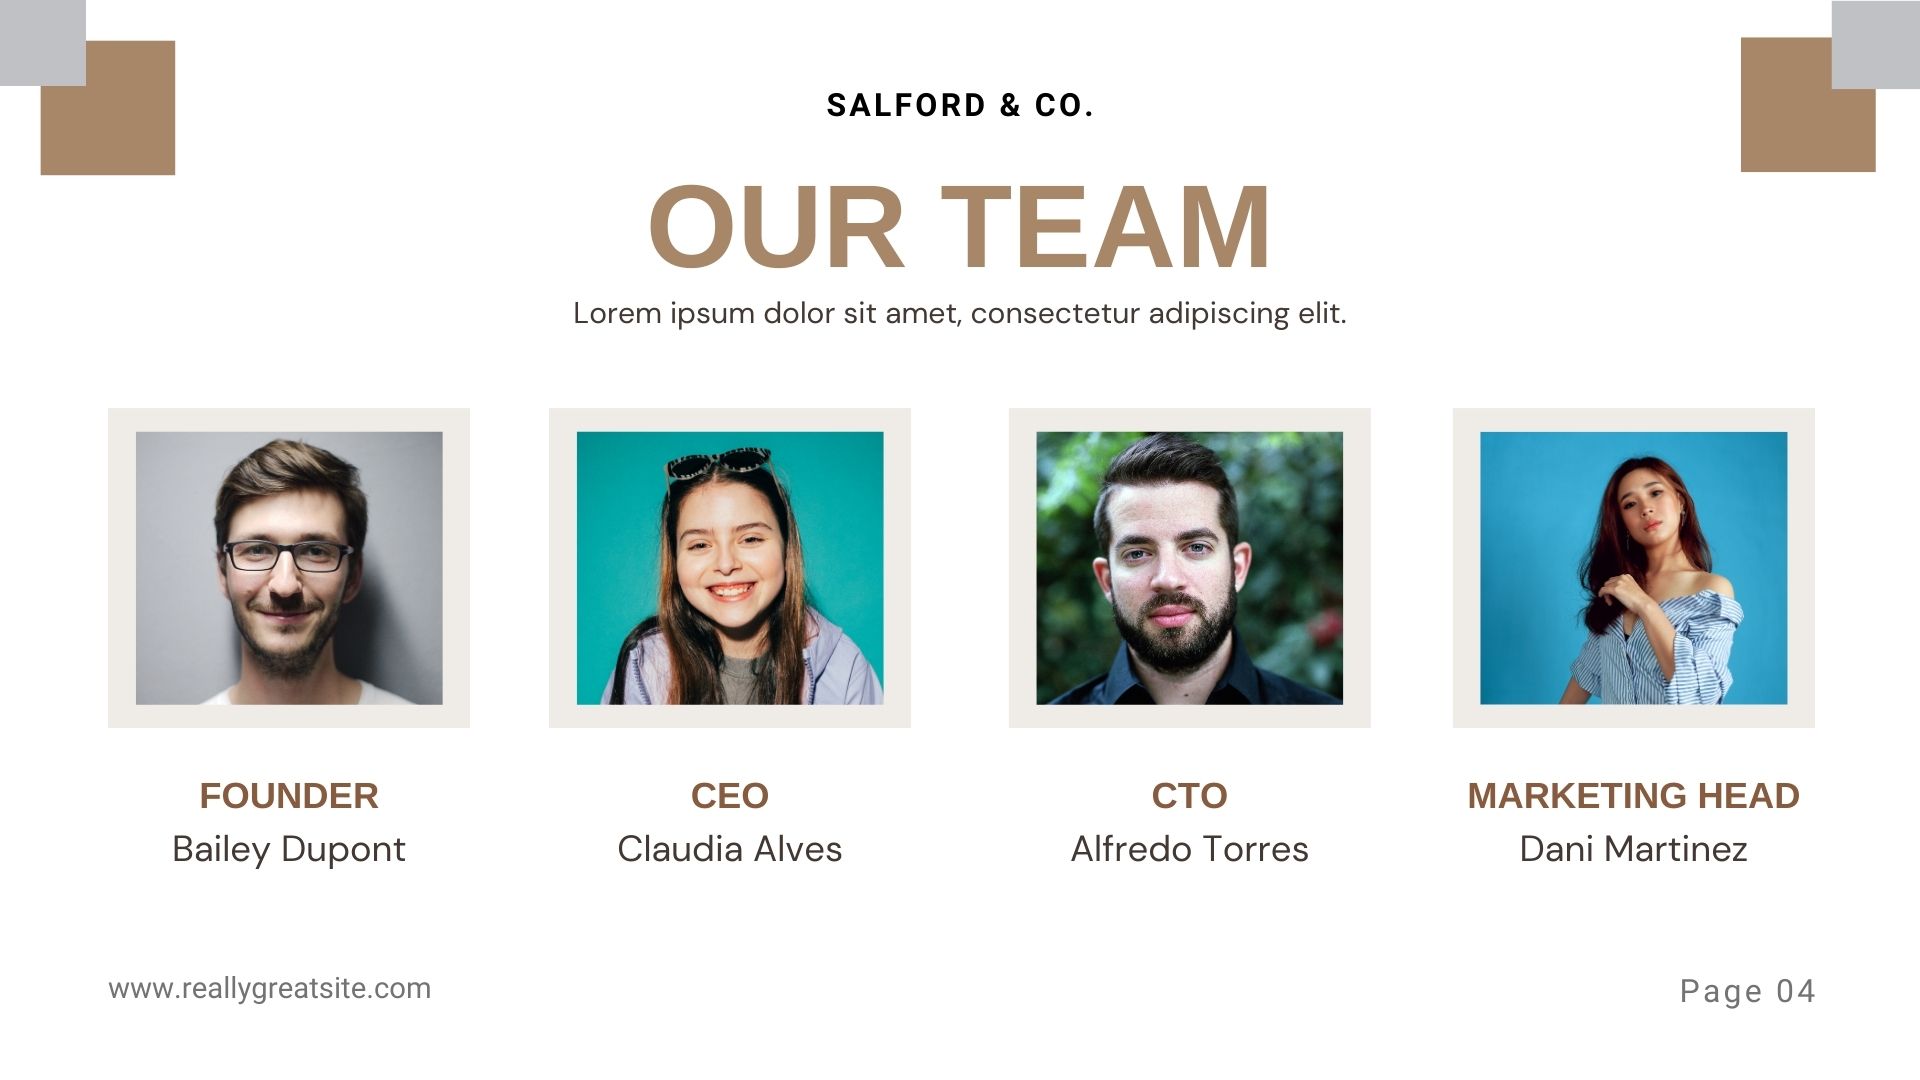 SALFORD & CO.
OUR TEAM
Lorem ipsum dolor sit amet, consectetur adipiscing elit.
FOUNDER
Bailey Dupont
CEO
Claudia Alves
CTO
Alfredo Torres
MARKETING HEAD
Dani Martinez
www.reallygreatsite.com
Page 04